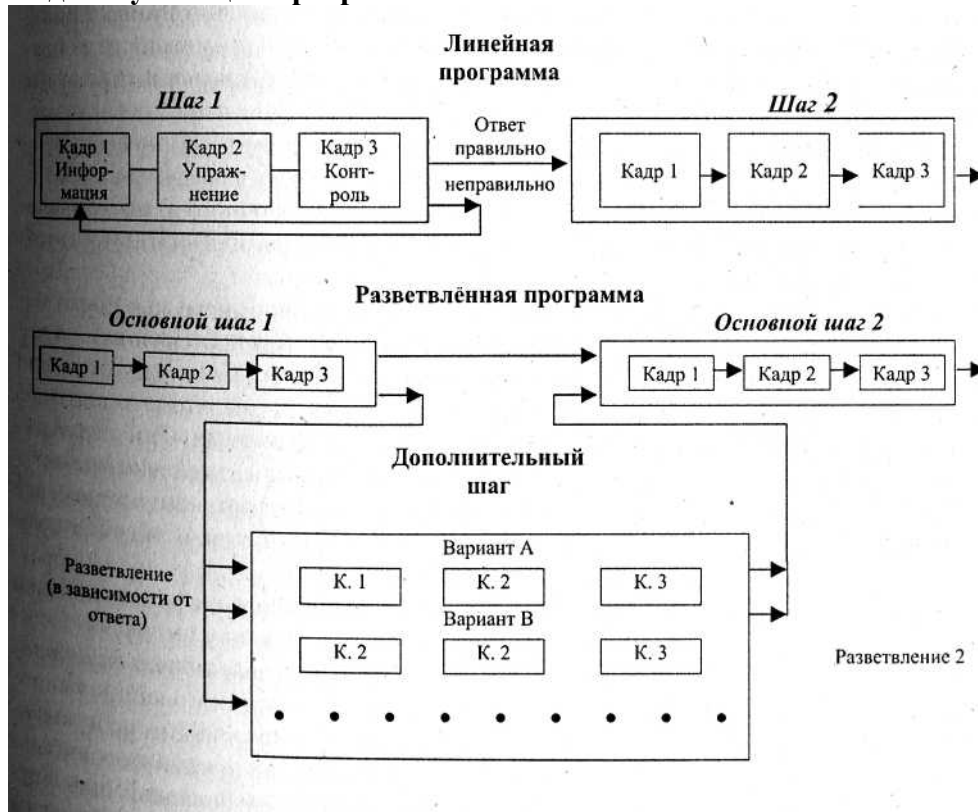 Линейная
программа
Шаг 1
Шаг 2
Кадр 1
Инфор-
мация
Кадр 2
Упраж-
нение
Кадр 3
Конт-
роль
Ответ
правильно
неправильно
Кадр 1
Кадр 2
Кадр 3
Разветвлённая программа
Основной шаг 1
Основной шаг 2
Кадр 1
Кадр 2
Кадр 3
Кадр 1
Кадр 2
Кадр 3
Дополнительный
шаг
Разветвление
(в зависимости от
ответа)
Вариант А
К. 1
К. 2
К. 3
Вариант В
К. 2
К. 2
К. 3
Разветвление 2